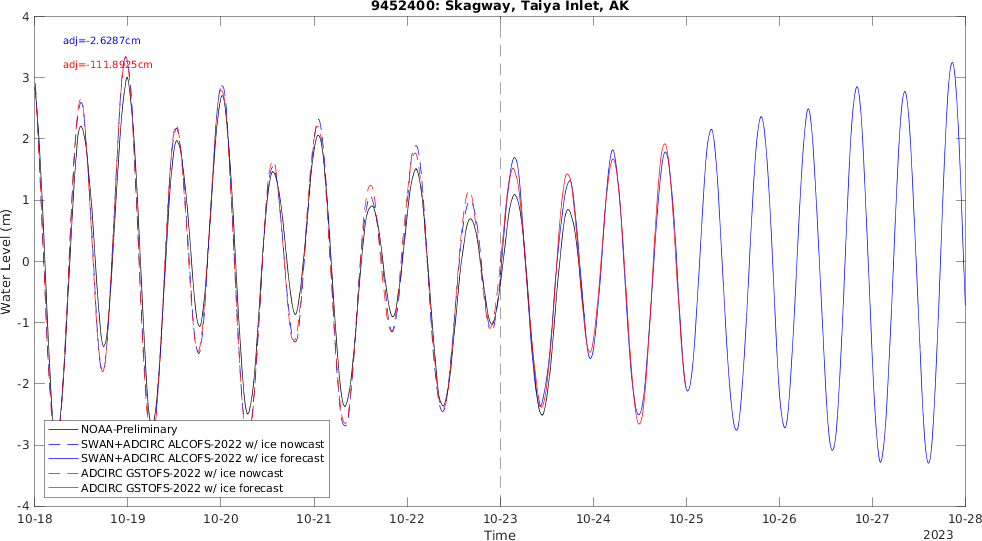 9452400: Skagway, Taiya Inlet, AK
adj=-2.6287cm
adj=-111.8925cm
Water Level (m)
4
3
2
1
0
-1
-2
-3
-4
NOAA-Preliminary
SWAN+ADCIRC ALCOFS-2022 w/ ice nowcast
SWAN+ADCIRC ALCOFS-2022 w/ ice forecast
ADCIRC GSTOFS-2022 w/ ice nowcast
ADCIRC GSTOFS-2022 w/ ice forecast
10-18 10-19 10-20 10-21 10-22 10-23 10-24 10-25 10-26 10-27 10-28
Time
2023